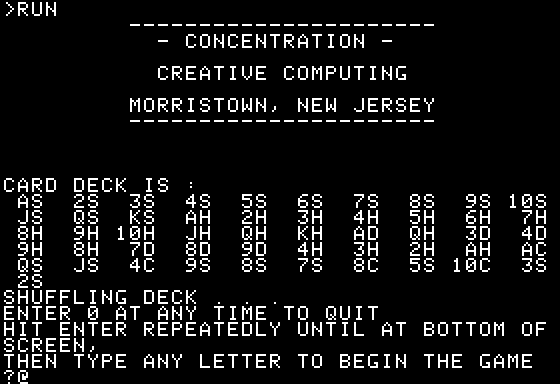 >RUN
----------------------
- CONCENTRATION -
CREATIVE COMPUTING
MORRISTOWN, NEW JERSEY
----------------------
CARD DECK IS :
AS 2S 3S 4S 5S 6S 7S 8S 9S 10S
JS QS KS AH 2H 3H 4H 5H 6H 7H
8H 9H 10H JH QH KH AD QH 3D 4D
9H 8H 7D 8D 9D 4H 3H 2H AH AC
QS JS 4C 9S 8S 7S 8C 5S 10C 3S
2S
SHUFFLING DECK . . .
ENTER 0 AT ANY TIME TO QUIT
HIT ENTER REPEATEDLY UNTIL AT BOTTOM OF
SCREEN,
THEN TYPE ANY LETTER TO BEGIN THE GAME
?@